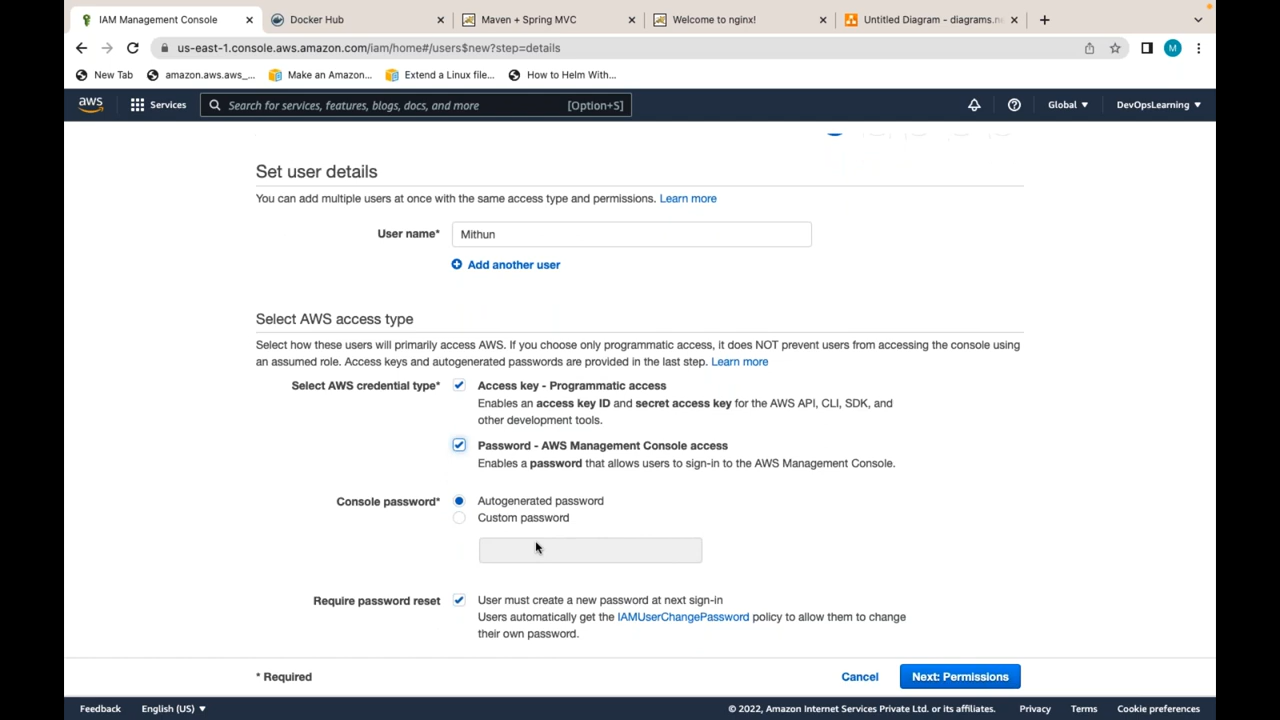 IAM Management Console
Docker Hub
Maven + Spring MVC
Welcome to nginx!
Untitled Diagram - diagrams.ne
us-east-1.console.aws.amazon.com/iam/home#/users$new?step=details
M
New Tab
amazon.aws.aws_...
Make an Amazon...
Extend a Linux file...
How to Helm With...
aws
Services
Search for services, features, blogs, docs, and more
[Option+S]
Global
DevOpsLearning
Set user details
You can add multiple users at once with the same access type and permissions. Learn more
User name*
Mithun
Add another user
Select AWS access type
Select how these users will primarily access AWS. If you choose only programmatic access, it does NOT prevent users from accessing the console using
an assumed role. Access keys and autogenerated passwords are provided in the last step. Learn more
Select AWS credential type*
Access key - Programmatic access
Enables an access key ID and secret access key for the AWS API, CLI, SDK, and
other development tools.
Password - AWS Management Console access
Enables a password that allows users to sign-in to the AWS Management Console.
Console password*
Autogenerated password
Custom password
Require password reset
User must create a new password at next sign-in
Users automatically get the IAMUserChangePassword policy to allow them to change
their own password.
* Required
Cancel
Next: Permissions
Feedback
English (US)
© 2022, Amazon Internet Services Private Ltd. or its affiliates.
Privacy
Terms
Cookie preferences